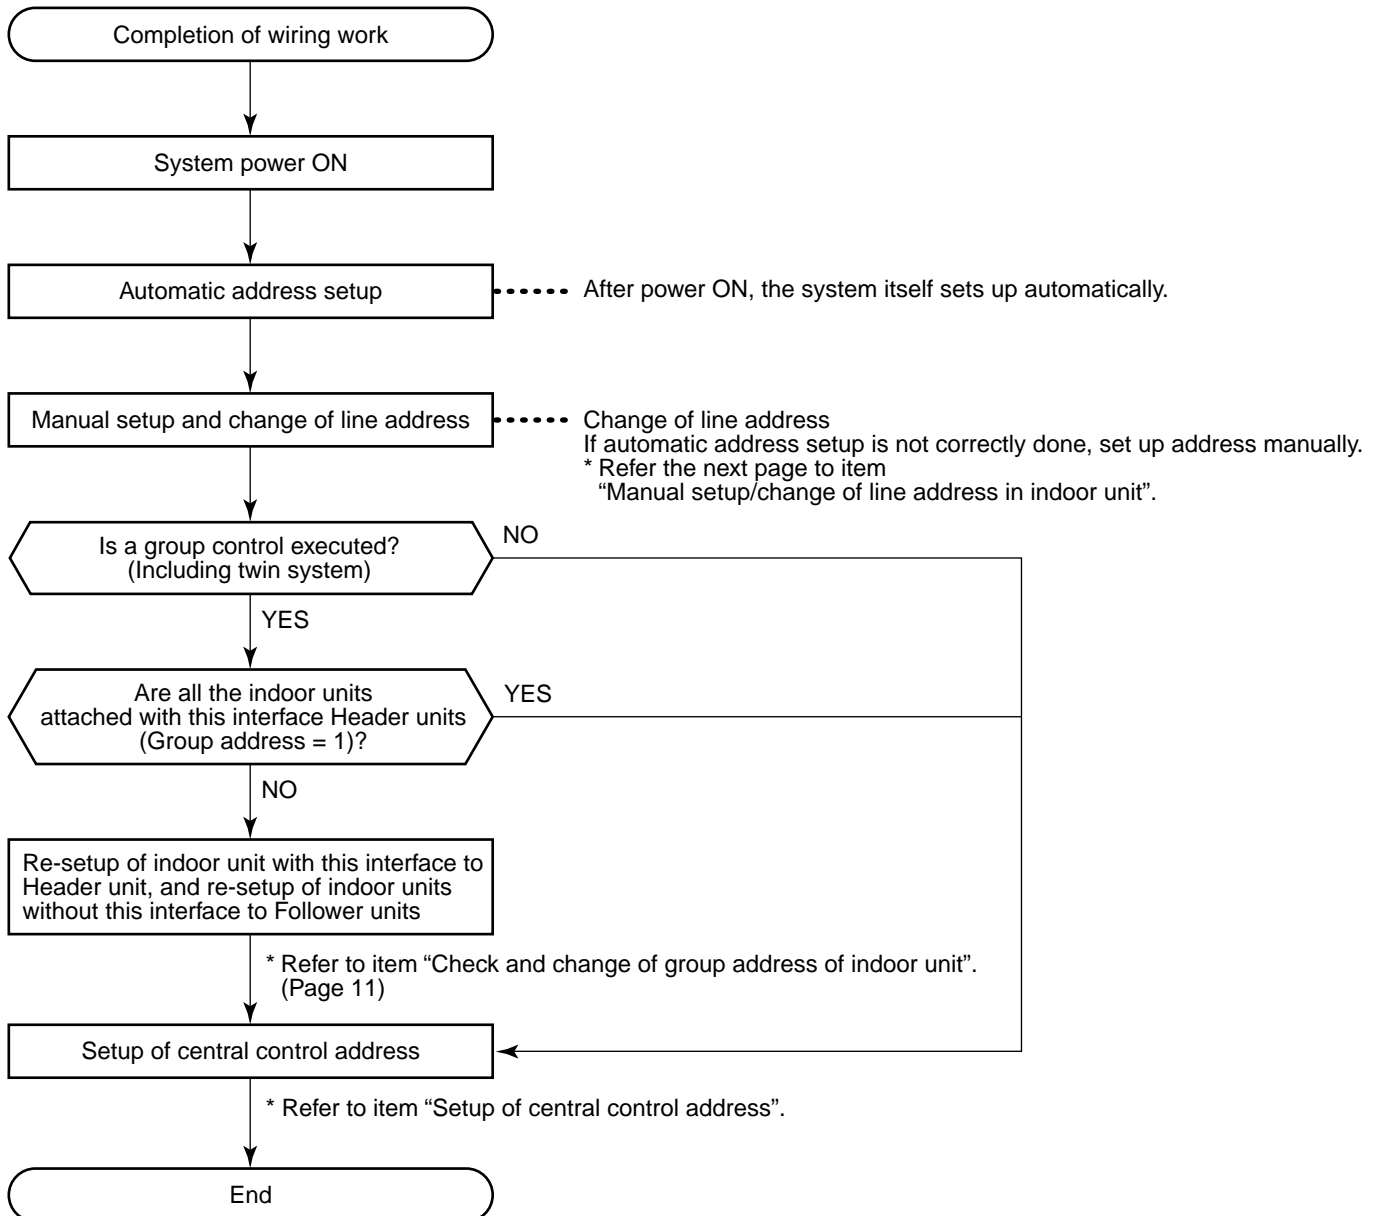 Completion of wiring work
System power ON
Automatic address setup
After power ON, the system itself sets up automatically.
Manual setup and change of line address
Change of line address
If automatic address setup is not correctly done, set up address manually.
* Refer the next page to item
“Manual setup/change of line address in indoor unit”.
Is a group control executed?
(Including twin system)
NO
YES
Are all the indoor units
attached with this interface Header units
(Group address = 1)?
YES
NO
Re-setup of indoor unit with this interface to
Header unit, and re-setup of indoor units
without this interface to Follower units
* Refer to item “Check and change of group address of indoor unit”.
(Page 11)
Setup of central control address
* Refer to item “Setup of central control address”.
End